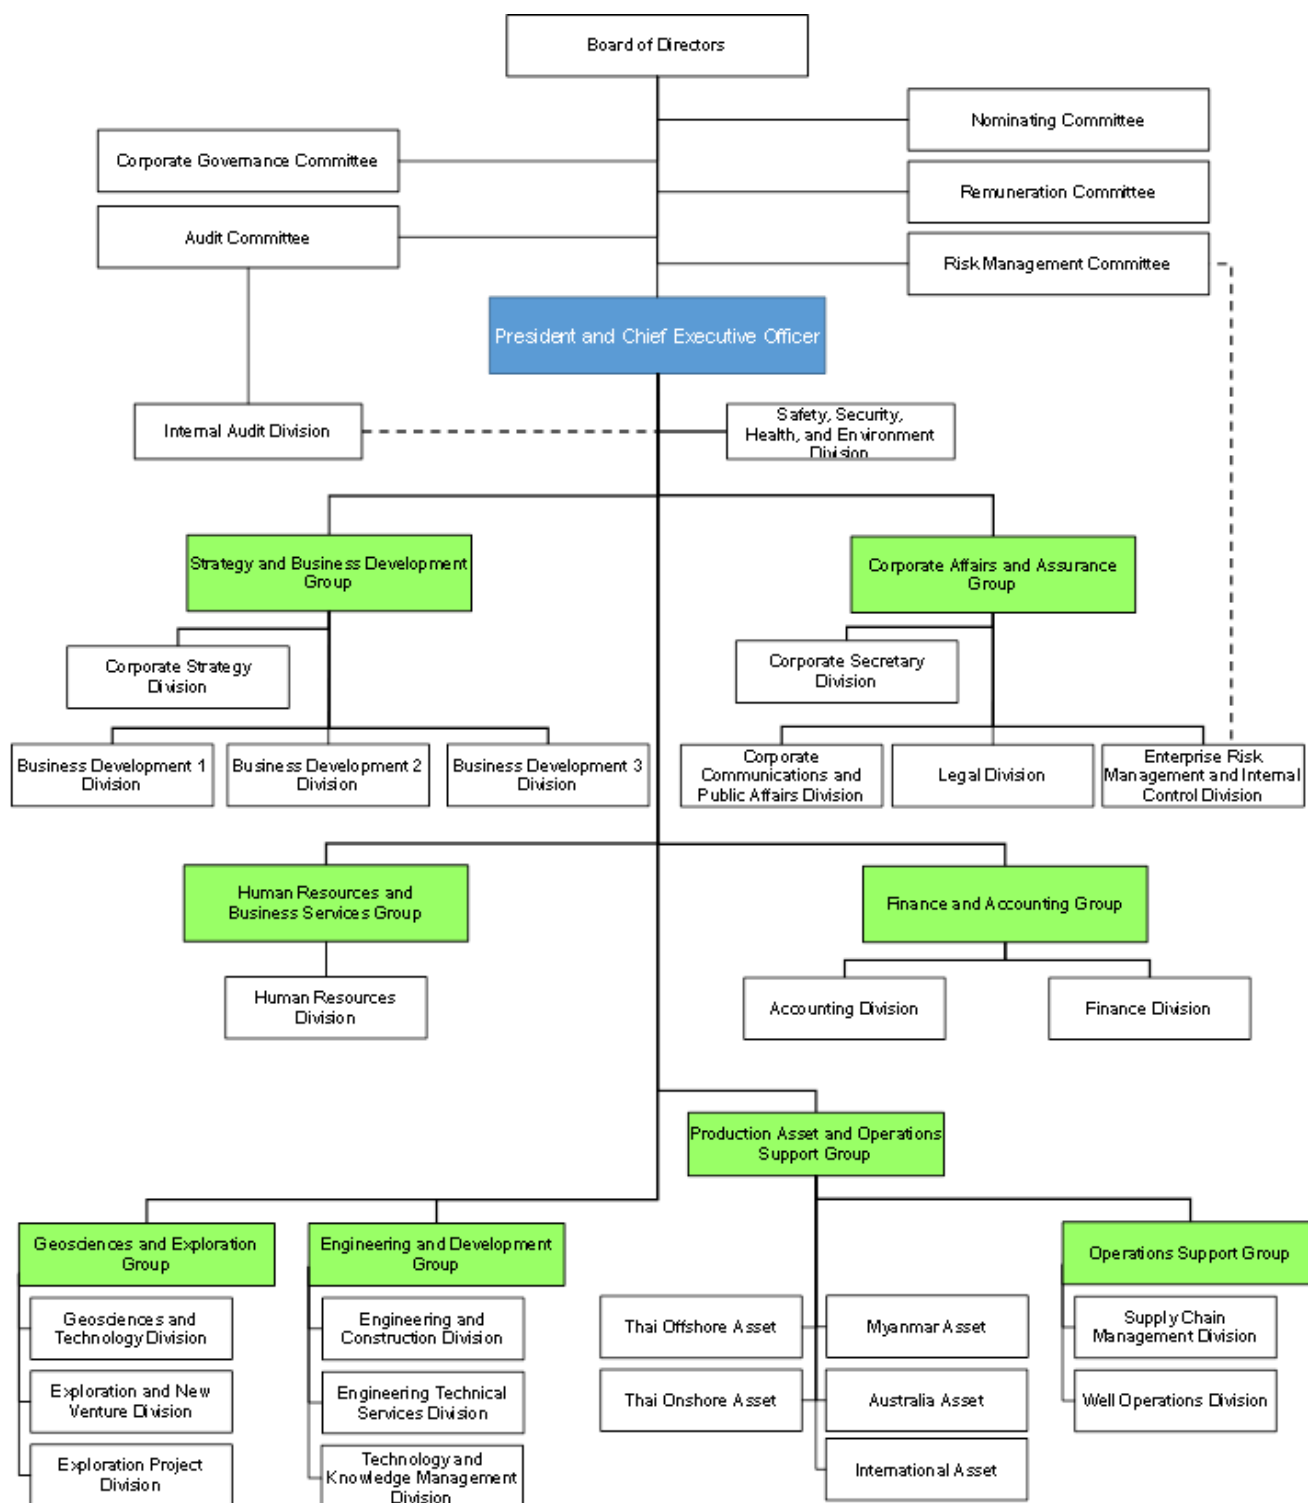 Board of Directors
Nominating Committee
Corporate Governance Committee
Remuneration Committee
Audit Committee
Risk Management Committee
President and Chief Executive Officer
Internal Audit Division
Safety, Security,
Health, and Environment
Division
Strategy and Business Development
Group
Corporate Affairs and Assurance
Group
Corporate Strategy
Division
Corporate Secretary
Division
Business Development 1
Division
Business Development 2
Division
Business Development 3
Division
Corporate
Communications and
Public Affairs Division
Legal Division
Enterprise Risk
Management and Internal
Control Division
Human Resources and
Business Services Group
Finance and Accounting Group
Human Resources
Division
Accounting Division
Finance Division
Production Asset and Operations
Support Group
Geosciences and Exploration
Group
Engineering and Development
Group
Operations Support Group
Geosciences and
Technology Division
Engineering and
Construction Division
Thai Offshore Asset
Myanmar Asset
Supply Chain
Management Division
Exploration and New
Venture Division
Engineering Technical
Services Division
Thai Onshore Asset
Australia Asset
Well Operations Division
Exploration Project
Division
Technology and
Knowledge Management
Division
International Asset